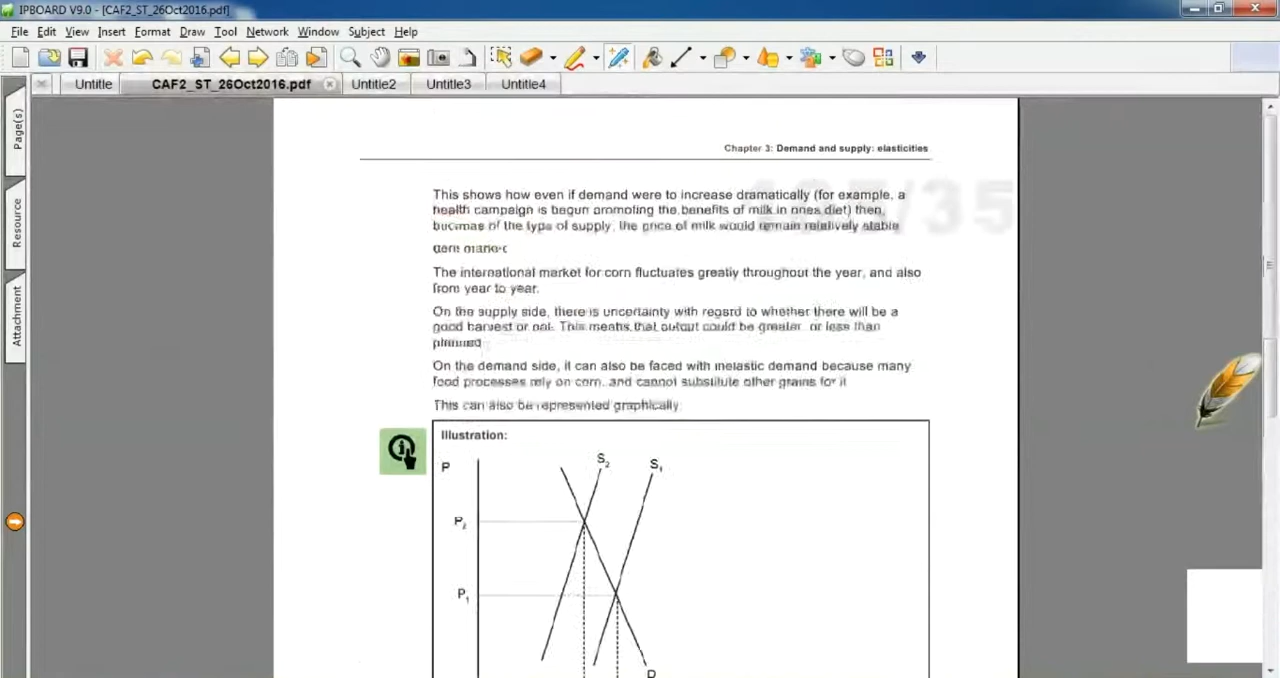 IPBOARD V9.0 - [CAF2_ST_26Oct2016.pdf]
File Edit View Insert Format Draw Tool Network Window Subject Help
Untitle CAF2_ST_26Oct2016.pdf Untitle2 Untitle3 Untitle4
Page(s)
Resource
Attachment
Chapter 3: Demand and supply: elasticities
This shows how even if demand were to increase dramatically (for example, a
health campaign is begun promoting the benefits of milk in ones diet) then,
of the type of supply, the price of milk would remain relatively stable
The international market for corn fluctuates greatly throughout the year, and also
from year to year.
On the supply side, there is uncertainty with regard to whether there will be a
good harvest or not. This means that output could be greater or less than
planned
On the demand side, it can also be faced with inelastic demand because many
food processes rely on corn, and cannot substitute other grains for it
This can also be represented graphically
Illustration:
P
S2
S1
P2
P1
D